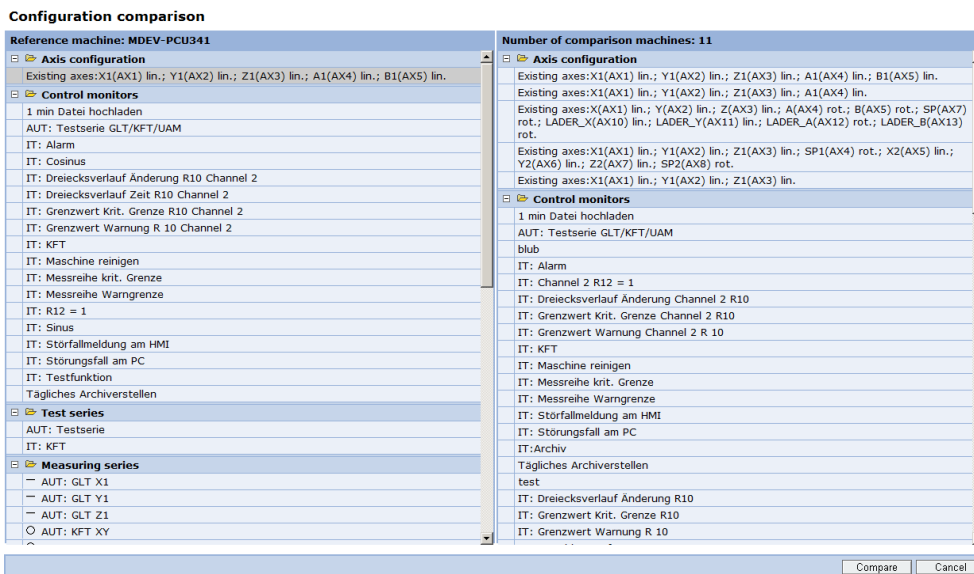 Configuration comparison
Reference machine: MDEV-PCU341
Axis configuration
Existing axes:X1(AX1) lin.; Y1(AX2) lin.; Z1(AX3) lin.; A1(AX4) lin.; B1(AX5) lin.
Control monitors
1 min Datei hochladen
AUT: Testserie GLT/KFT/UAM
IT: Alarm
IT: Cosinus
IT: Dreiecksverlauf Änderung R10 Channel 2
IT: Dreiecksverlauf Zeit R10 Channel 2
IT: Grenzwert Krit. Grenze R10 Channel 2
IT: Grenzwert Warnung R 10 Channel 2
IT: KFT
IT: Maschine reinigen
IT: Messreihe krit. Grenze
IT: Messreihe Warngrenze
IT: R12 = 1
IT: Sinus
IT: Störfallmeldung am HMI
IT: Störungsfall am PC
IT: Testfunktion
Tägliches Archiverstellen
Test series
AUT: Testserie
IT: KFT
Measuring series
AUT: GLT X1
AUT: GLT Y1
AUT: GLT Z1
AUT: KFT XY
Number of comparison machines: 11
Axis configuration
Existing axes:X1(AX1) lin.; Y1(AX2) lin.; Z1(AX3) lin.; A1(AX4) lin.; B1(AX5) lin.
Existing axes:X1(AX1) lin.; Y1(AX2) lin.; Z1(AX3) lin.; A1(AX4) lin.
Existing axes:X(AX1) lin.; Y(AX2) lin.; Z(AX3) lin.; A(AX4) rot.; B(AX5) rot.; SP(AX7)
rot.; LADER_X(AX10) lin.; LADER_Y(AX11) lin.; LADER_A(AX12) rot.; LADER_B(AX13)
rot.
Existing axes:X1(AX1) lin.; Y1(AX2) lin.; Z1(AX3) lin.; SP1(AX4) rot.; X2(AX5) lin.;
Y2(AX6) lin.; Z2(AX7) lin.; SP2(AX8) rot.
Existing axes:X1(AX1) lin.; Y1(AX2) lin.; Z1(AX3) lin.
Control monitors
1 min Datei hochladen
AUT: Testserie GLT/KFT/UAM
blub
IT: Alarm
IT: Channel 2 R12 = 1
IT: Dreiecksverlauf Änderung Channel 2 R10
IT: Grenzwert Krit. Grenze Channel 2 R10
IT: Grenzwert Warnung Channel 2 R 10
IT: KFT
IT: Maschine reinigen
IT: Messreihe krit. Grenze
IT: Messreihe Warngrenze
IT: Störfallmeldung am HMI
IT: Störungsfall am PC
IT:Archiv
Tägliches Archiverstellen
test
IT: Dreiecksverlauf Änderung R10
IT: Grenzwert Krit. Grenze R10
IT: Grenzwert Warnung R 10
Compare
Cancel